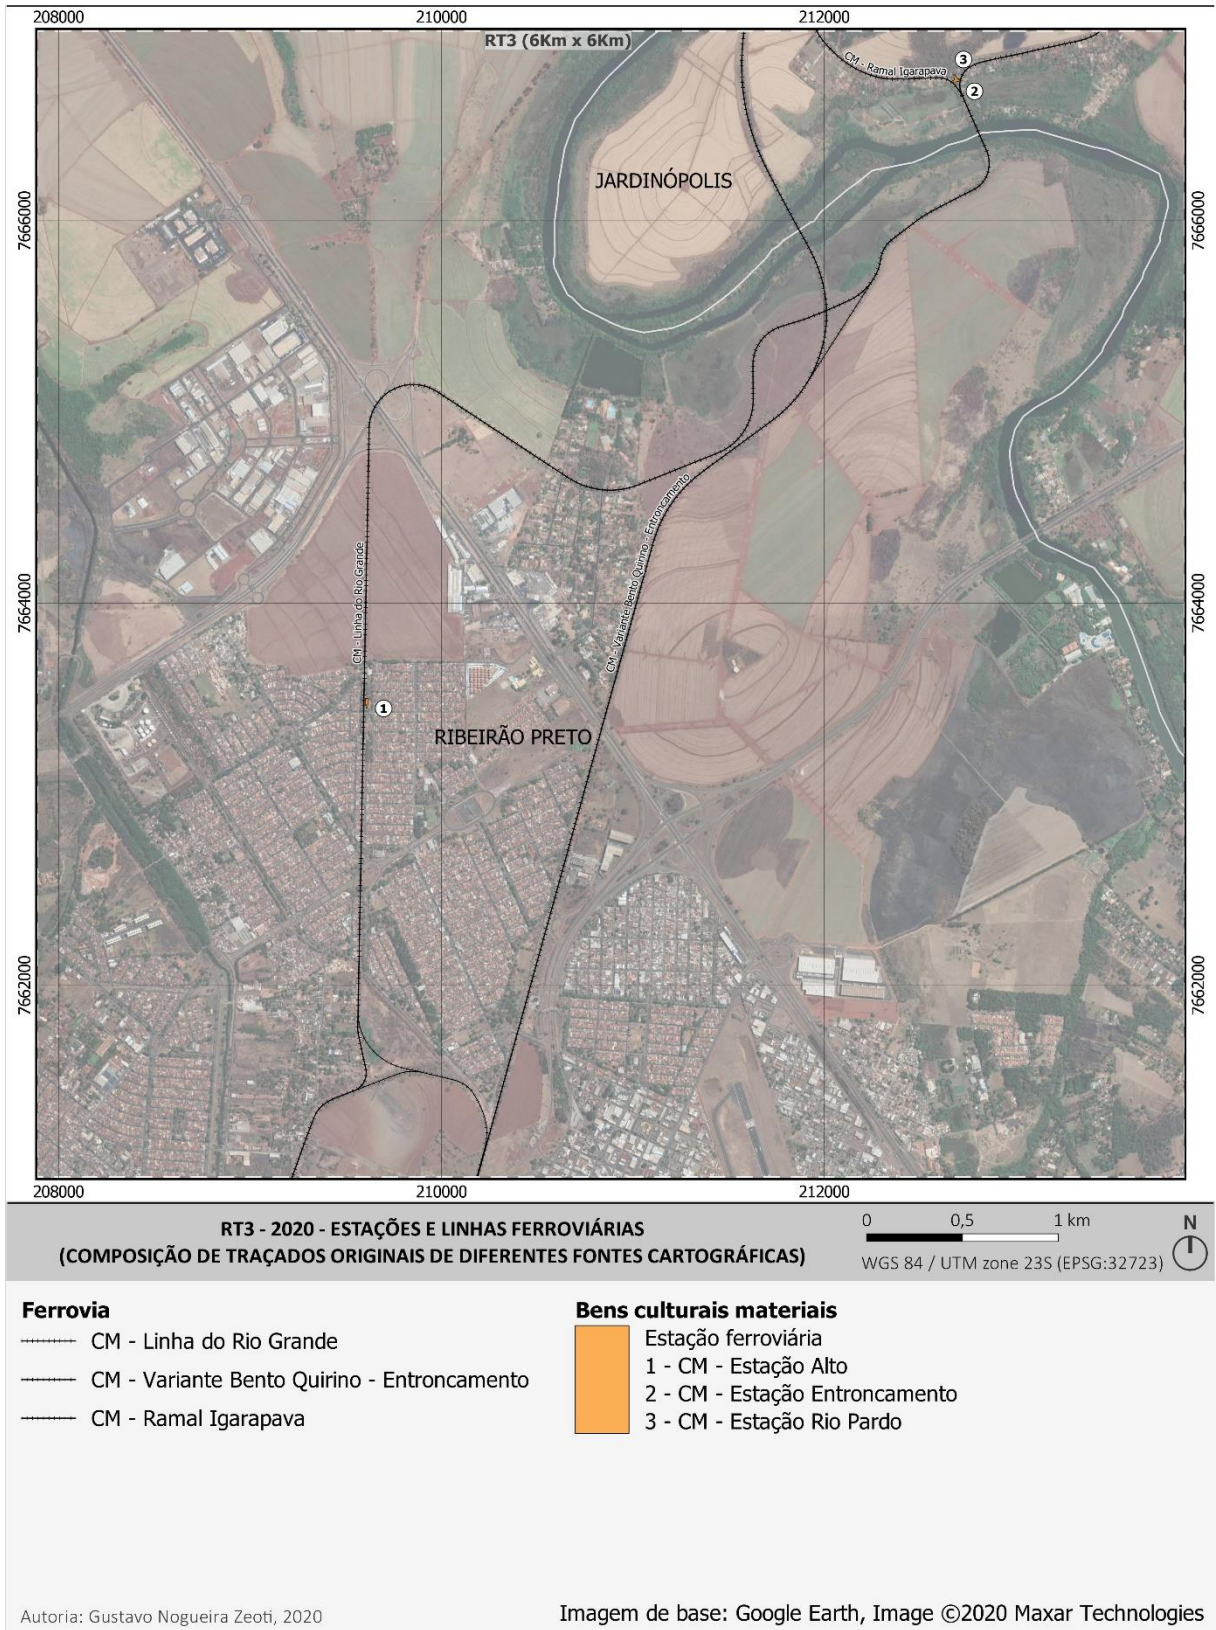 208000
210000
212000
RT3 (6Km x 6Km)
CM - Ramal Igarapava
3
2
JARDINÓPOLIS
7666000
7666000
CM - Variante Bento Quirino - Entroncamento
CM - Linha do Rio Grande
7664000
7664000
1
RIBEIRÃO PRETO
7662000
7662000
208000
210000
212000
RT3 - 2020 - ESTAÇÕES E LINHAS FERROVIÁRIAS
(COMPOSIÇÃO DE TRAÇADOS ORIGINAIS DE DIFERENTES FONTES CARTOGRÁFICAS)
0 0,5 1 km
WGS 84 / UTM zone 23S (EPSG:32723)
N
Ferrovia
CM - Linha do Rio Grande
CM - Variante Bento Quirino - Entroncamento
CM - Ramal Igarapava
Bens culturais materiais
Estação ferroviária
1 - CM - Estação Alto
2 - CM - Estação Entroncamento
3 - CM - Estação Rio Pardo
Autoria: Gustavo Nogueira Zeoti, 2020
Imagem de base: Google Earth, Image ©2020 Maxar Technologies